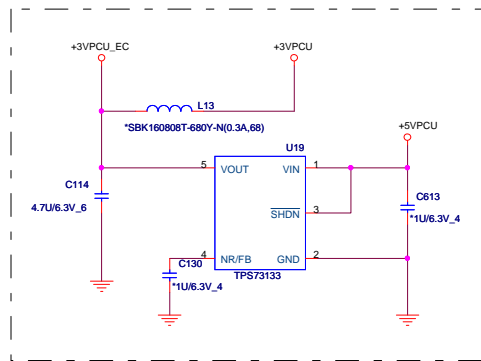 +3VPCU_EC
+3VPCU
L13
*SBK160808T-680Y-N(0.3A,68)
+5VPCU
U19
5
VOUT
VIN
1
C114
4.7U/6.3V_6
SHDN
3
C613
*1U/6.3V_4
4
NR/FB
GND
2
C130
TPS73133
*1U/6.3V_4